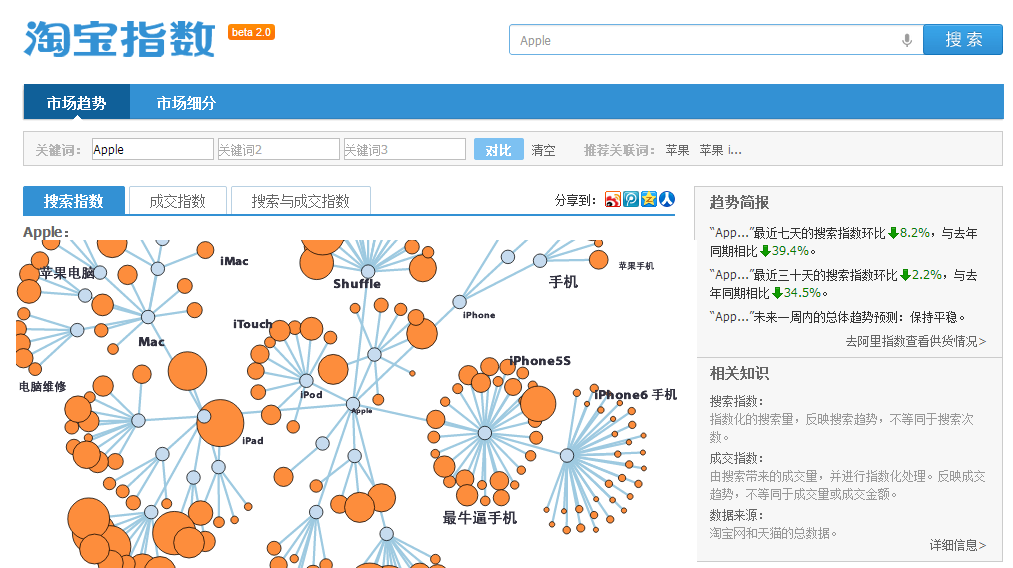 淘宝指数 beta 2.0
Apple 搜 索
市场趋势 市场细分
关键词: Apple 关键词2 关键词3 对比 清空 推荐关联词: 苹果 苹果 i...
搜索指数 成交指数 搜索与成交指数 分享到:
Apple:
iMac
苹果电脑
Shuffle
手机
苹果手机
iPhone
iTouch
Mac
iPhone5S
电脑维修
iPod
iPhone6 手机
Apple
iPad
最牛逼手机
趋势简报
“App...”最近七天的搜索指数环比8.2%，与去年
同期相比39.4%。
“App...”最近三十天的搜索指数环比2.2%，与去
年同期相比34.5%。
“App...”未来一周内的总体趋势预测：保持平稳。
去阿里指数查看供货情况>
相关知识
搜索指数：
指数化的搜索量，反映搜索趋势，不等同于搜索次
数。
成交指数：
由搜索带来的成交量，并进行指数化处理。反映成交
趋势，不等同于成交量或成交金额。
数据来源：
淘宝网和天猫的总数据。
详细信息>